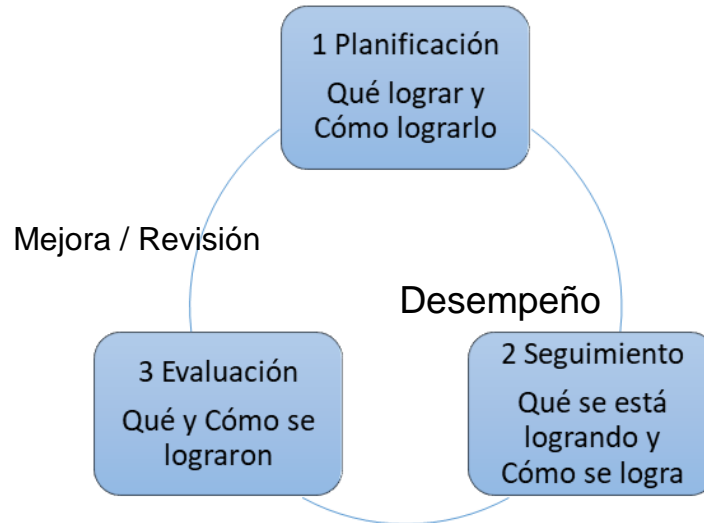 1 Planificación
Qué lograr y
Cómo lograrlo
Mejora / Revisión
Desempeño
2 Seguimiento
Qué se está
logrando y
Cómo se logra
3 Evaluación
Qué y Cómo se
lograron